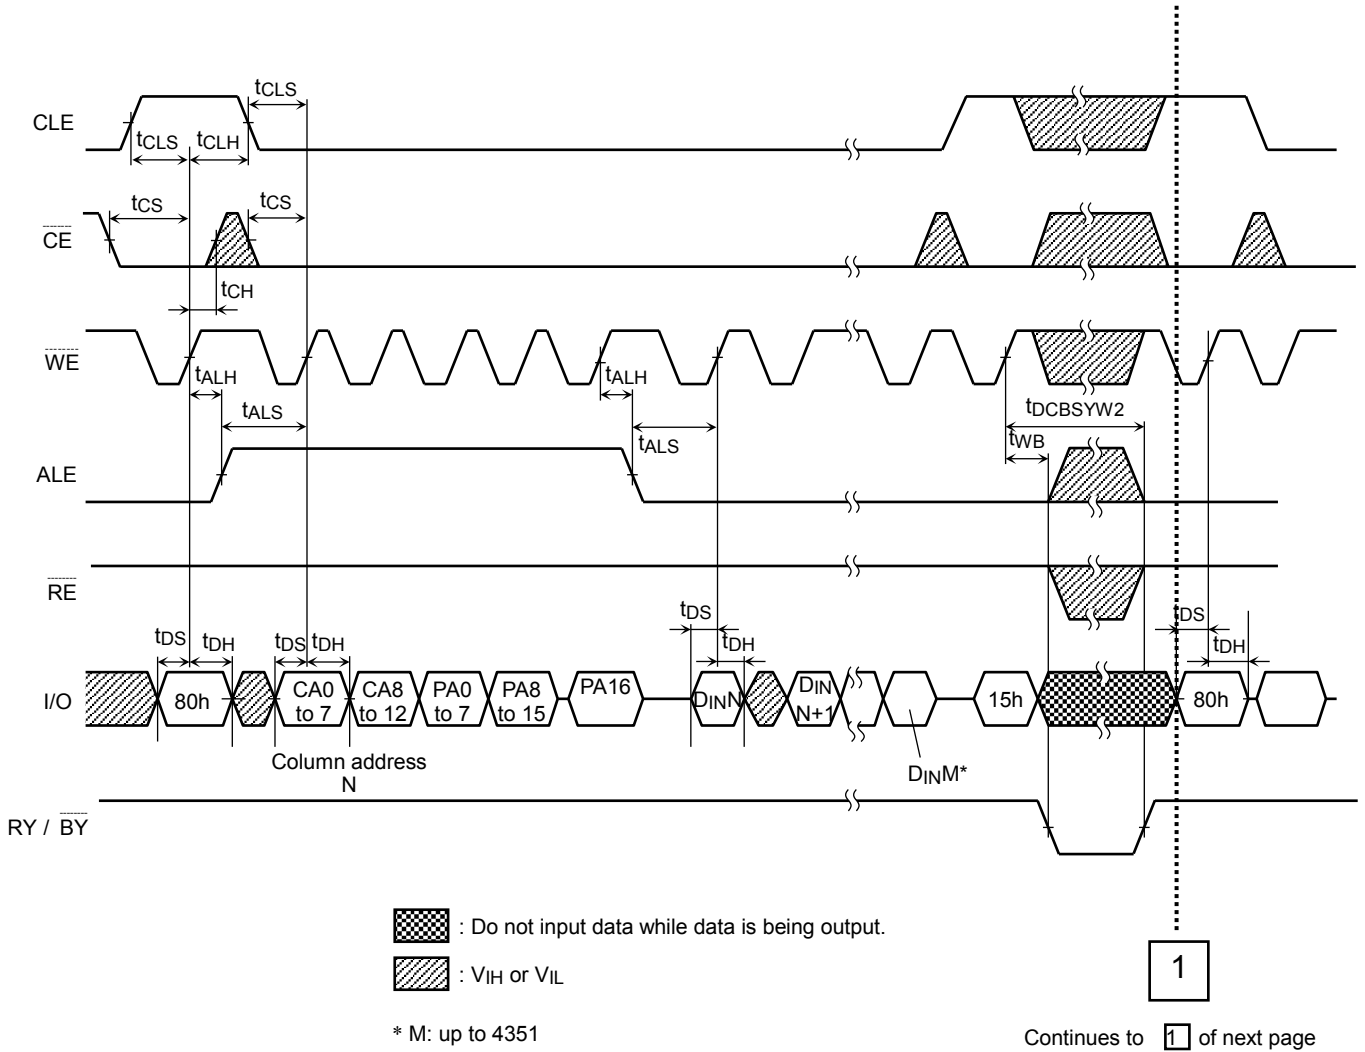 tCLS
CLE
tCLS
tCLH
tCS
tCS
CE
tCH
WE
tALH
tALH
tDCBSYW2
tALS
tALS
tWB
ALE
RE
tDS
tDH
tDS
tDH
tDS
tDH
tDS
tDH
I/O
80h
CA0 to 7
CA8 to 12
PA0 to 7
PA8 to 15
PA16
DINN
DIN N+1
15h
80h
Column address
N
DINM*
RY / BY
: Do not input data while data is being output.
: VIH or VIL
1
* M: up to 4351
Continues to 1 of next page